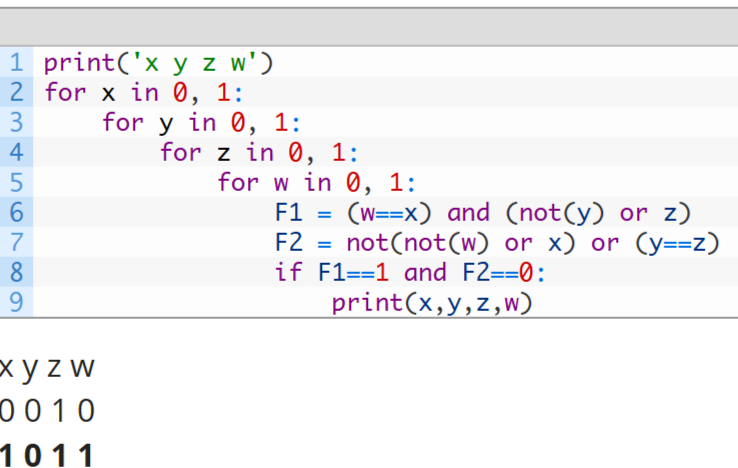 1 print('x y z w')
2 for x in 0, 1:
3     for y in 0, 1:
4         for z in 0, 1:
5             for w in 0, 1:
6                 F1 = (w==x) and (not(y) or z)
7                 F2 = not(not(w) or x) or (y==z)
8                 if F1==1 and F2==0:
9                     print(x,y,z,w)
x y z w
0 0 1 0
1 0 1 1